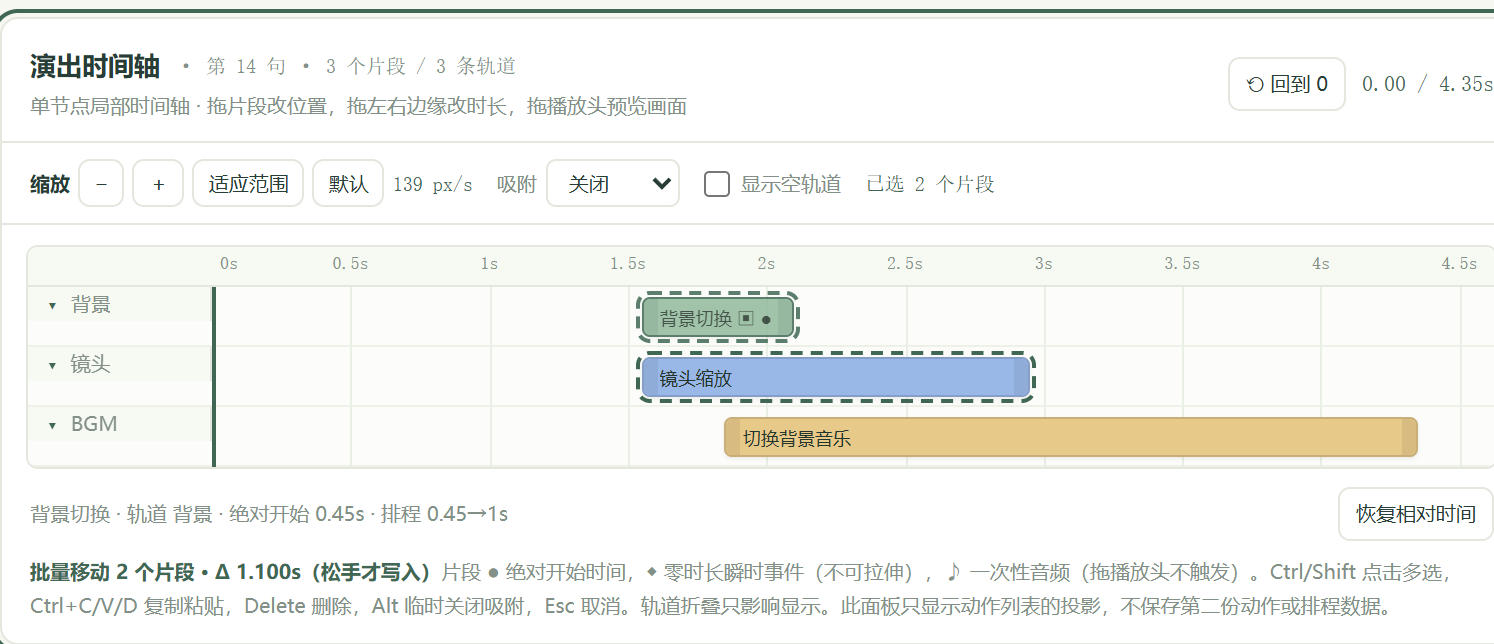 演出时间轴 • 第 14 句 • 3 个片段 / 3 条轨道
单节点局部时间轴 · 拖片段改位置，拖左右边缘改时长，拖播放头预览画面
回到 0 0.00 / 4.35s
缩放 − + 适应范围 默认 139 px/s 吸附 关闭 显示空轨道 已选 2 个片段
0s 0.5s 1s 1.5s 2s 2.5s 3s 3.5s 4s 4.5s
▾ 背景 背景切换 ▣ ●
▾ 镜头 镜头缩放
▾ BGM 切换背景音乐
背景切换 · 轨道 背景 · 绝对开始 0.45s · 排程 0.45→1s
恢复相对时间
批量移动 2 个片段 • Δ 1.100s（松手才写入）片段 ● 绝对开始时间，◆ 零时长瞬时事件（不可拉伸），♪ 一次性音频（拖播放头不触发）。Ctrl/Shift 点击多选，
Ctrl+C/V/D 复制粘贴，Delete 删除，Alt 临时关闭吸附，Esc 取消。轨道折叠只影响显示。此面板只显示动作列表的投影，不保存第二份动作或排程数据。